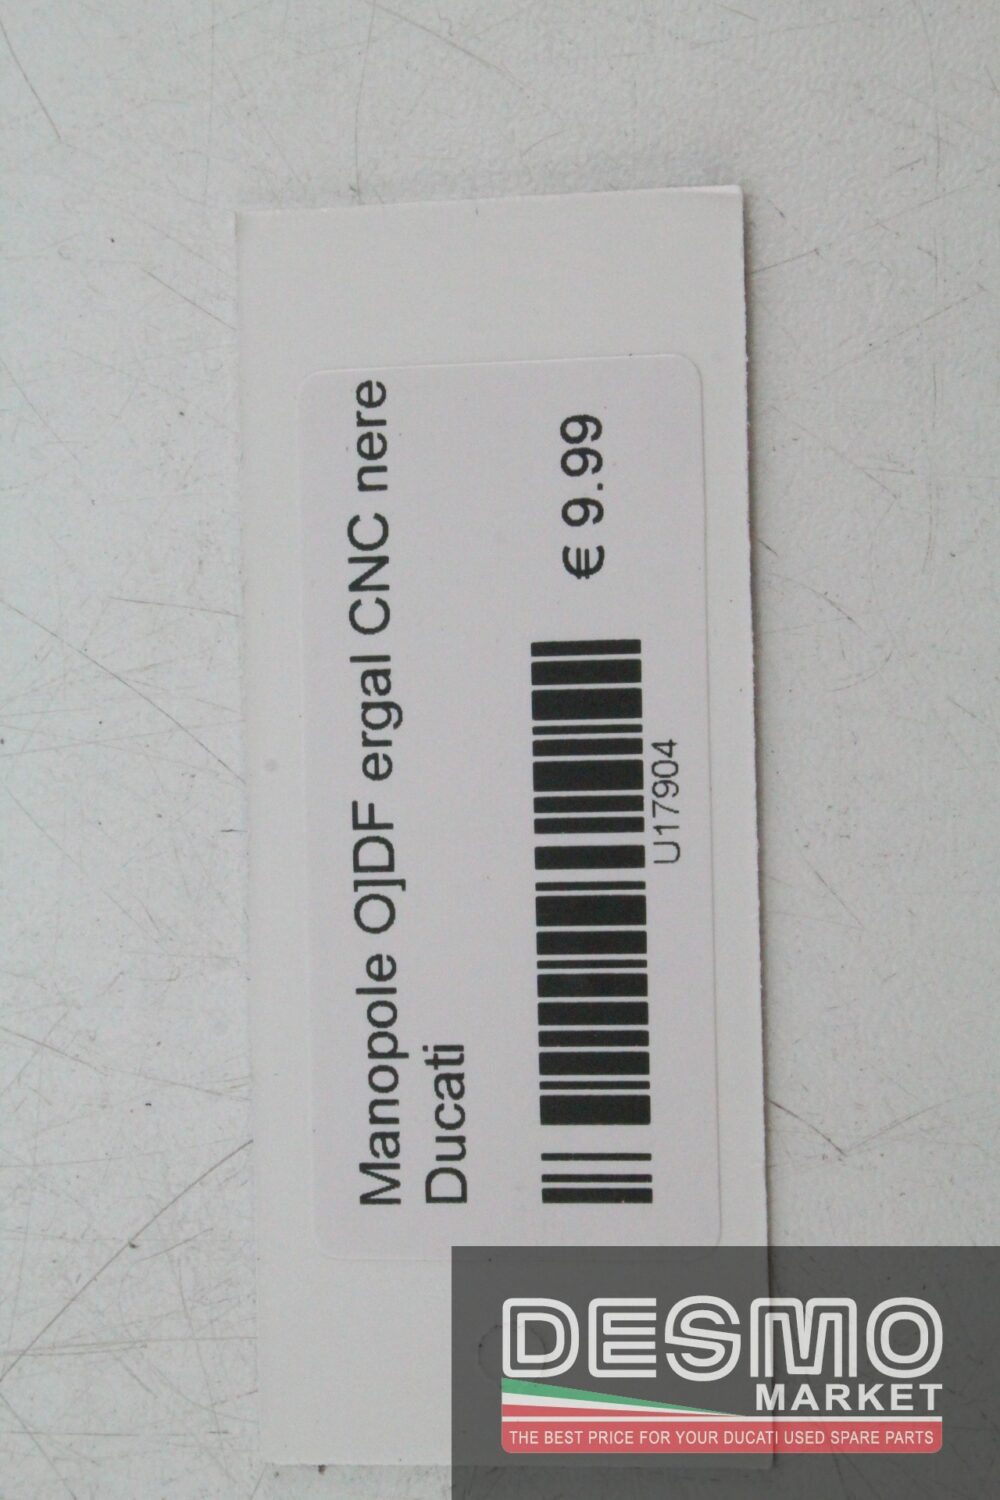 Manopole O]DF ergal CNC nere
Ducati
€ 9.99
U17904
DESMO
MARKET
THE BEST PRICE FOR YOUR DUCATI USED SPARE PARTS